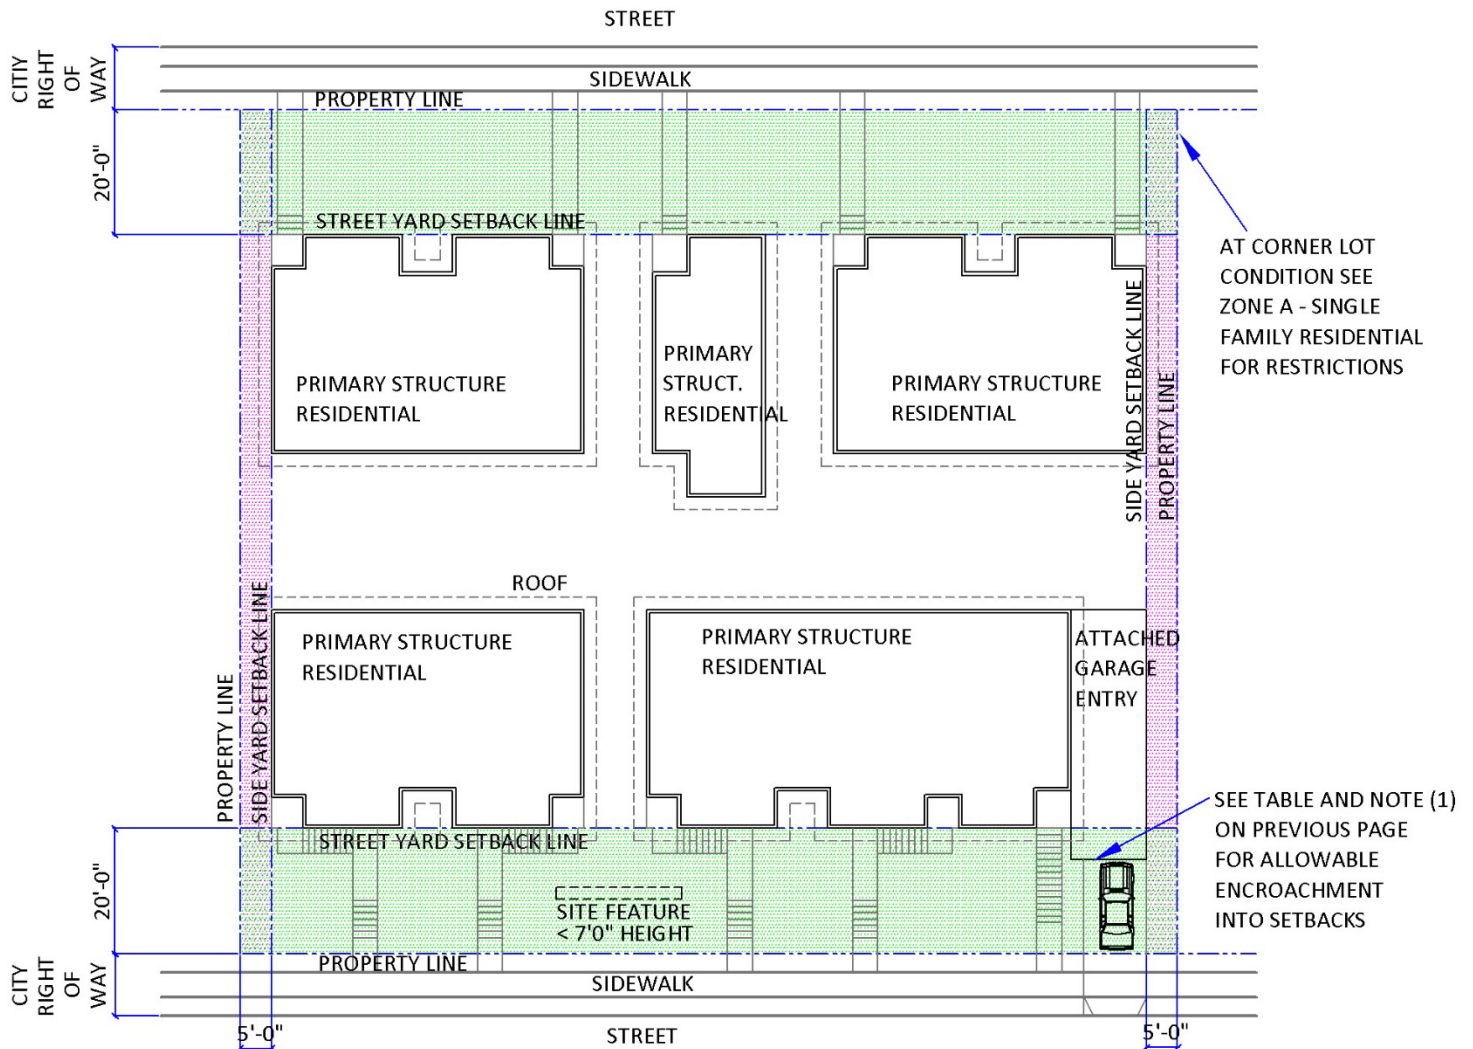 STREET
CITIY
RIGHT
OF
WAY
SIDEWALK
PROPERTY LINE
20'-0"
STREET YARD SETBACK LINE
AT CORNER LOT
CONDITION SEE
ZONE A - SINGLE
FAMILY RESIDENTIAL
FOR RESTRICTIONS
PRIMARY STRUCTURE
RESIDENTIAL
PRIMARY
STRUCT.
RESIDENTIAL
PRIMARY STRUCTURE
RESIDENTIAL
SIDE YARD SETBACK LINE
PROPERTY LINE
ROOF
PROPERTY LINE
SIDE YARD SETBACK LINE
PRIMARY STRUCTURE
RESIDENTIAL
PRIMARY STRUCTURE
RESIDENTIAL
ATTACHED
GARAGE
ENTRY
SEE TABLE AND NOTE (1)
ON PREVIOUS PAGE
FOR ALLOWABLE
ENCROACHMENT
INTO SETBACKS
STREET YARD SETBACK LINE
20'-0"
SITE FEATURE
< 7'0" HEIGHT
PROPERTY LINE
CITY
RIGHT
OF
WAY
SIDEWALK
5'-0"
STREET
5'-0"